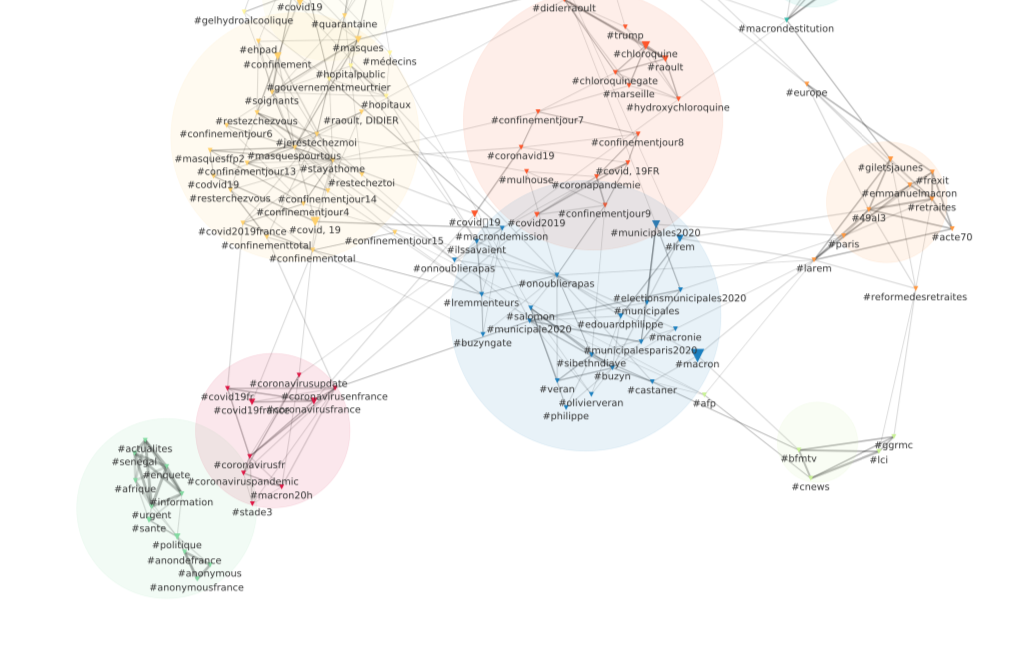 #covid19
#didierraoult
#gelhydroalcoolique
#quarantaine
#macrondestitution
#trump
#ehpad
#masques
#chloroquine
#confinement
#médecins
#raoult
#hopitalpublic
#chloroquinegate
#gouvernementmeurtrier
#europe
#marseille
#soignants
#hopitaux
#hydroxychloroquine
#restezchezvous
#raoult, DIDIER
#confinementjour7
#confinementjour6
#jerestechezmoi
#confinementjour8
#masquesffp2
#masquespourtous
#coronavid19
#confinementjour13
#stayathome
#covid, 19FR
#giletsjaunes
#codvid19
#restecheztoi
#mulhouse
#coronapandemie
#frexit
#resterchezvous
#confinementjour14
#emmanuelmacron
#retraites
#confinementjour4
#confinementjour9
#49al3
#covid▯19
#covid2019
#covid2019france
#covid, 19
#municipales2020
#confinementjour15
#macrondemission
#acte70
#confinementtotal
#ilssavaient
#lrem
#paris
#confinementotal
#onnoublierapas
#larem
#onoublierapas
#lremmenteurs
#electionsmunicipales2020
#reformedesretraites
#municipales
#salomon
#edouardphilippe
#municipale2020
#macronie
#buzyngate
#municipalesparis2020
#sibethndiaye
#macron
#buzyn
#coronavirusupdate
#veran
#castaner
#covid19fr
#coronavirusenfrance
#olivierveran
#afp
#covid19france
#coronavirusfrance
#philippe
#actualites
#ggrmc
#senegal
#coronavirusfr
#bfmtv
#lci
#enquete
#coronaviruspandemic
#afrique
#cnews
#macron20h
#information
#urgent
#stade3
#sante
#politique
#anondefrance
#anonymous
#anonymousfrance